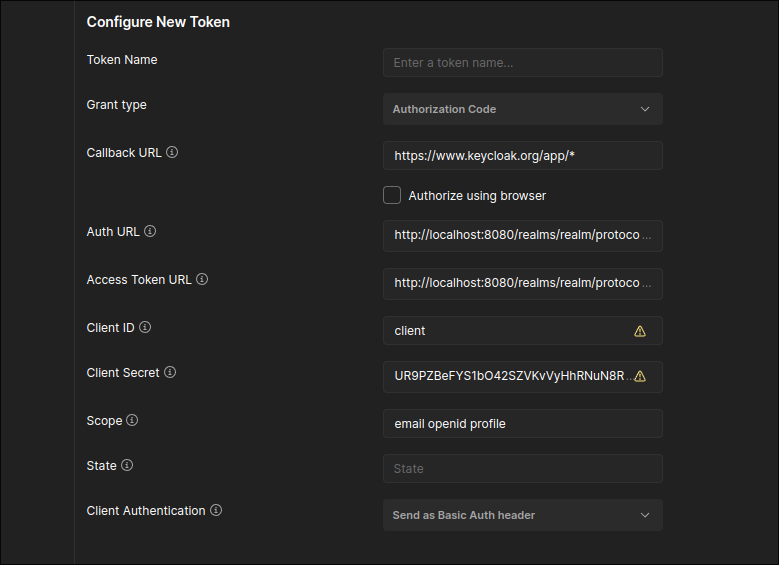 Configure New Token
Token Name
Enter a token name...
Grant type
Authorization Code
Callback URL
https://www.keycloak.org/app/*
Authorize using browser
Auth URL
http://localhost:8080/realms/realm/protoco...
Access Token URL
http://localhost:8080/realms/realm/protoco...
Client ID
client
Client Secret
UR9PZBeFYS1bO42SZVKvVyHhRNuN8R...
Scope
email openid profile
State
State
Client Authentication
Send as Basic Auth header